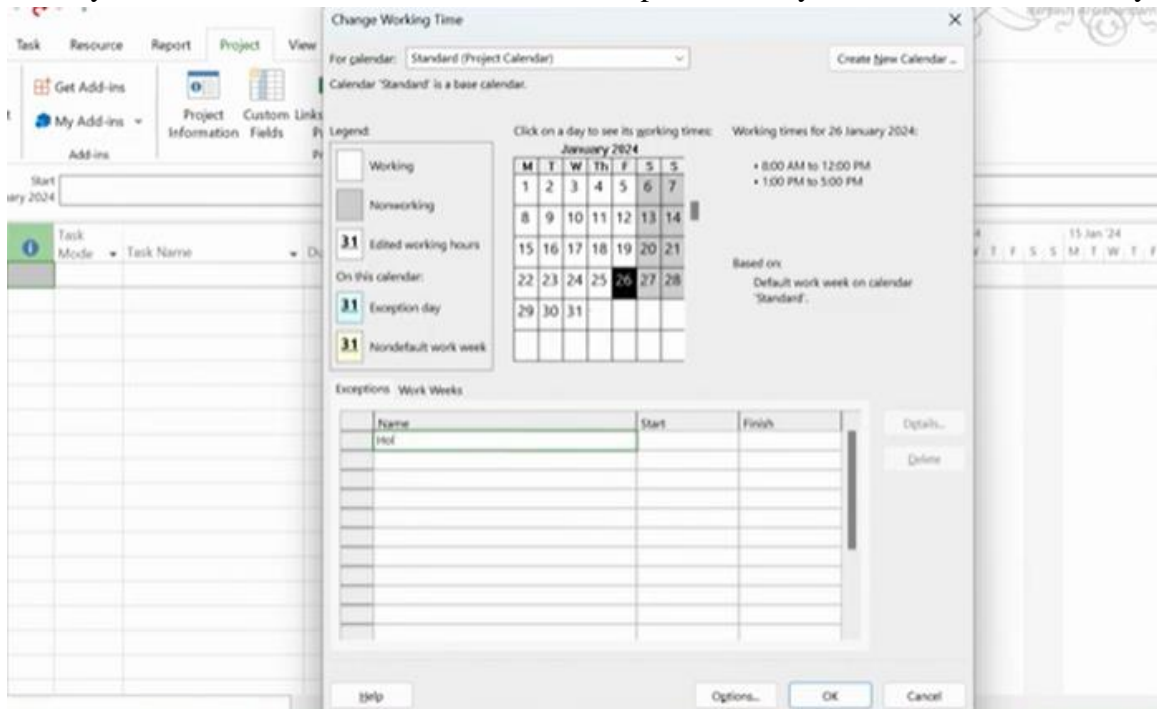 Change Working Time
Task Resource Report Project View
For calendar: Standard (Project Calendar)
Create New Calendar ...
Calendar 'Standard' is a base calendar.
Get Add-ins
My Add-ins
Project Information
Custom Fields
Links
Add-ins
Legend:
Working
Nonworking
31 Edited working hours
On this calendar:
31 Exception day
31 Nondefault work week
Click on a day to see its working times:
January 2024
M T W Th F S S
1 2 3 4 5 6 7
8 9 10 11 12 13 14
15 16 17 18 19 20 21
22 23 24 25 26 27 28
29 30 31
Working times for 26 January 2024:
• 8:00 AM to 12:00 PM
• 1:00 PM to 5:00 PM
Based on:
Default work week on calendar
'Standard'.
Start
2024
Task
Mode
Task Name
15 Jan '24
T F S S M T W T F
Exceptions Work Weeks
Name Start Finish
Hol
Details...
Delete
Help Options... OK Cancel